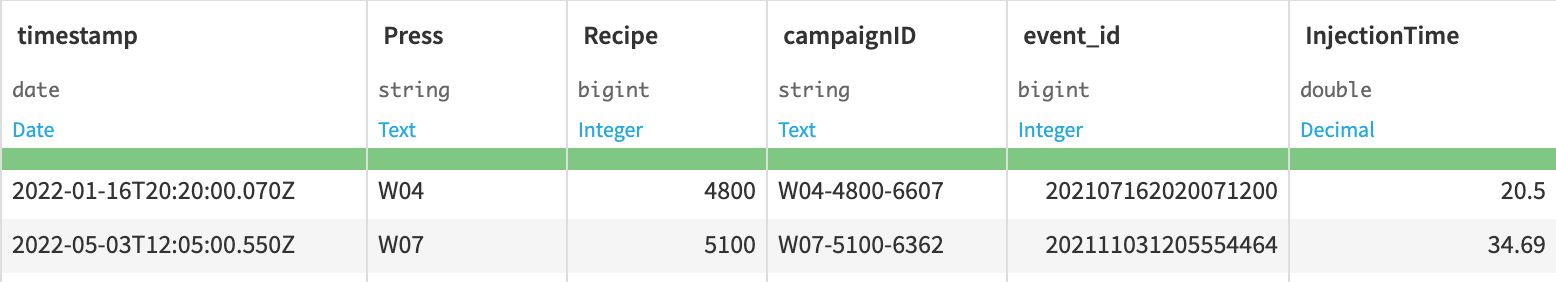 timestamp Press Recipe campaignID event_id InjectionTime
date string bigint string bigint double
Date Text Integer Text Integer Decimal
2022-01-16T20:20:00.070Z W04 4800 W04-4800-6607 202107162020071200 20.5
2022-05-03T12:05:00.550Z W07 5100 W07-5100-6362 202111031205554464 34.69